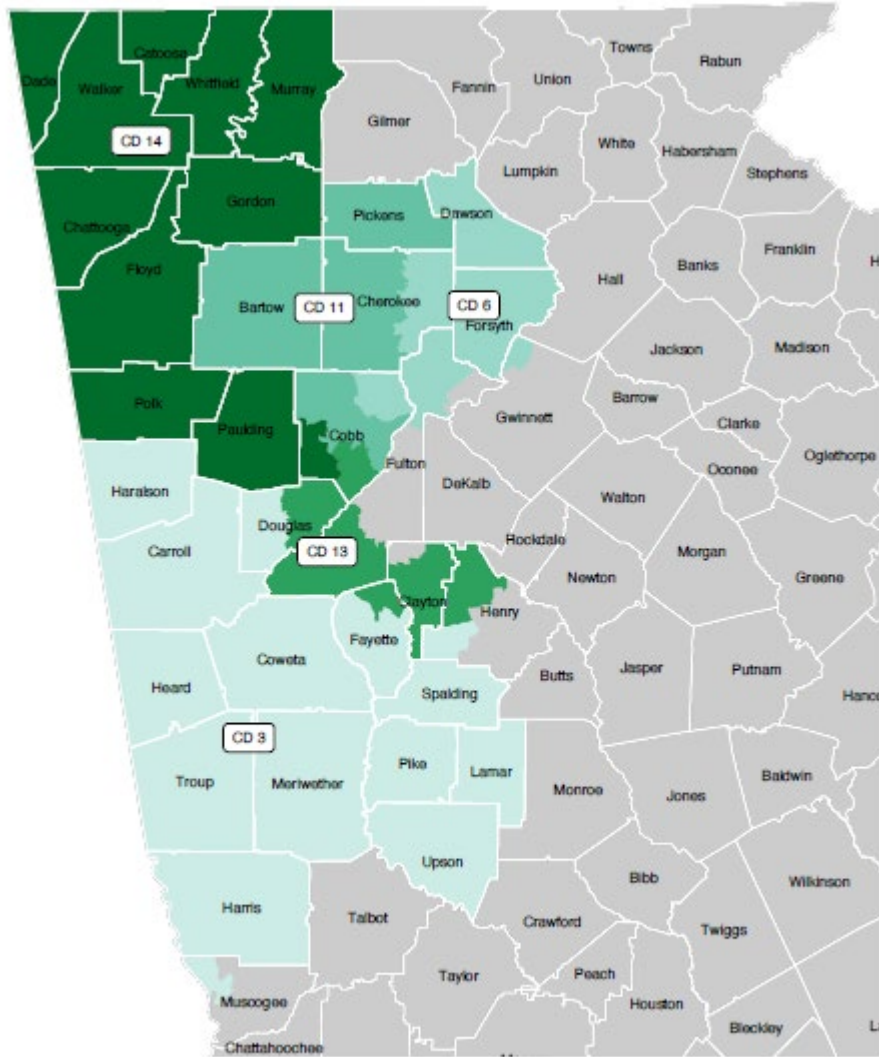 Towns
Rabun
Catoosa
Union
Dade
Walker
Whitfield
Murray
Fannin
Gilmer
White
CD 14
Habersham
Lumpkin
Stephens
Gordon
Pickens
Dawson
Chattooga
Franklin
Floyd
Hall
Banks
H
Bartow
CD 11
Cherokee
CD 6
Forsyth
Jackson
Madison
Polk
Barrow
Gwinnett
Clarke
Paulding
Cobb
Oglethorpe
Fulton
Oconee
DeKalb
Haralson
Walton
Douglas
Rockdale
Carroll
CD 13
Morgan
Newton
Greene
Clayton
Henry
Fayette
Coweta
Jasper
Putnam
Butts
Heard
Spalding
Hanco
CD 3
Pike
Lamar
Baldwin
Troup
Meriwether
Monroe
Jones
Upson
Bibb
Wilkinson
Harris
Talbot
Crawford
Twiggs
Taylor
Peach
Muscogee
Houston
Bleckley
L
Chattahoochee